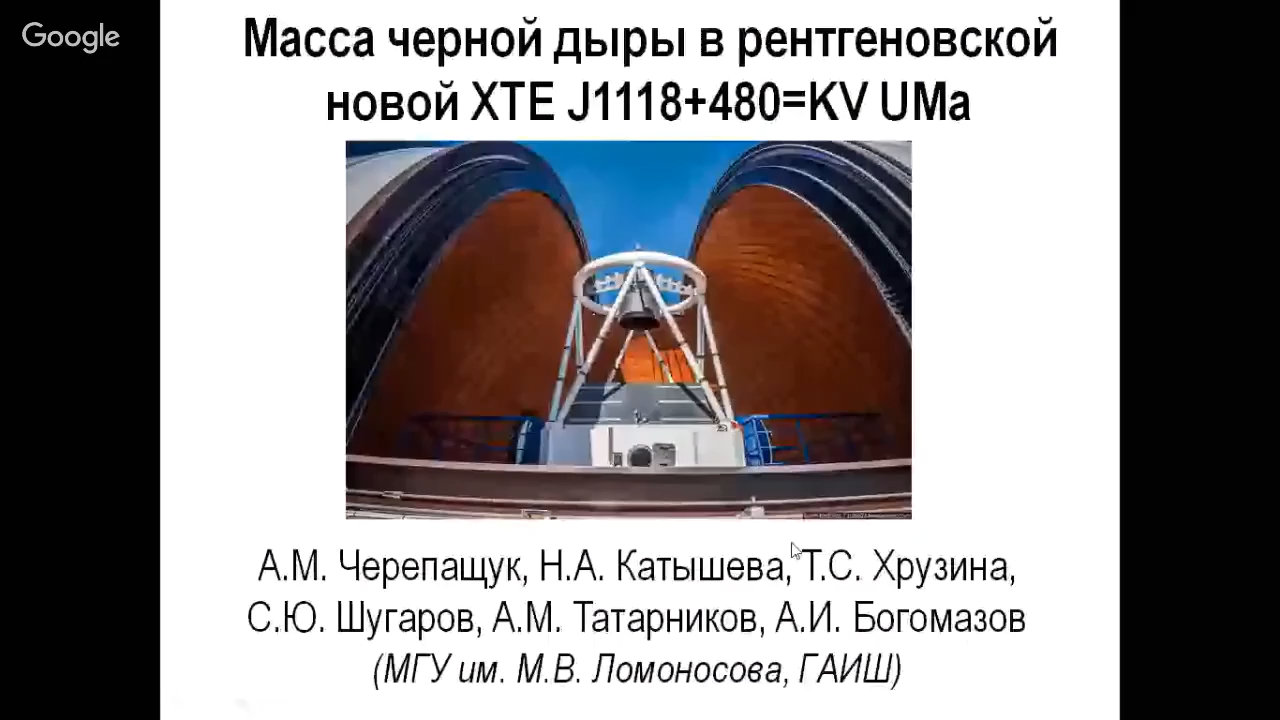 Google
Масса черной дыры в рентгеновской
новой XTE J1118+480=KV UMa
А.М. Черепащук, Н.А. Катышева, Т.С. Хрузина,
С.Ю. Шугаров, А.М. Татарников, А.И. Богомазов
(МГУ им. М.В. Ломоносова, ГАИШ)